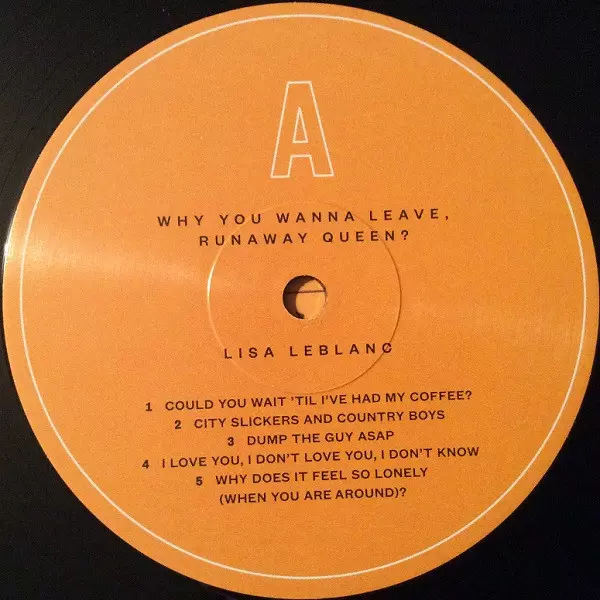 A
WHY YOU WANNA LEAVE,
RUNAWAY QUEEN?
LISA LEBLANC
1 COULD YOU WAIT 'TIL I'VE HAD MY COFFEE?
2 CITY SLICKERS AND COUNTRY BOYS
3 DUMP THE GUY ASAP
4 I LOVE YOU, I DON'T LOVE YOU, I DON'T KNOW
5 WHY DOES IT FEEL SO LONELY
(WHEN YOU ARE AROUND)?